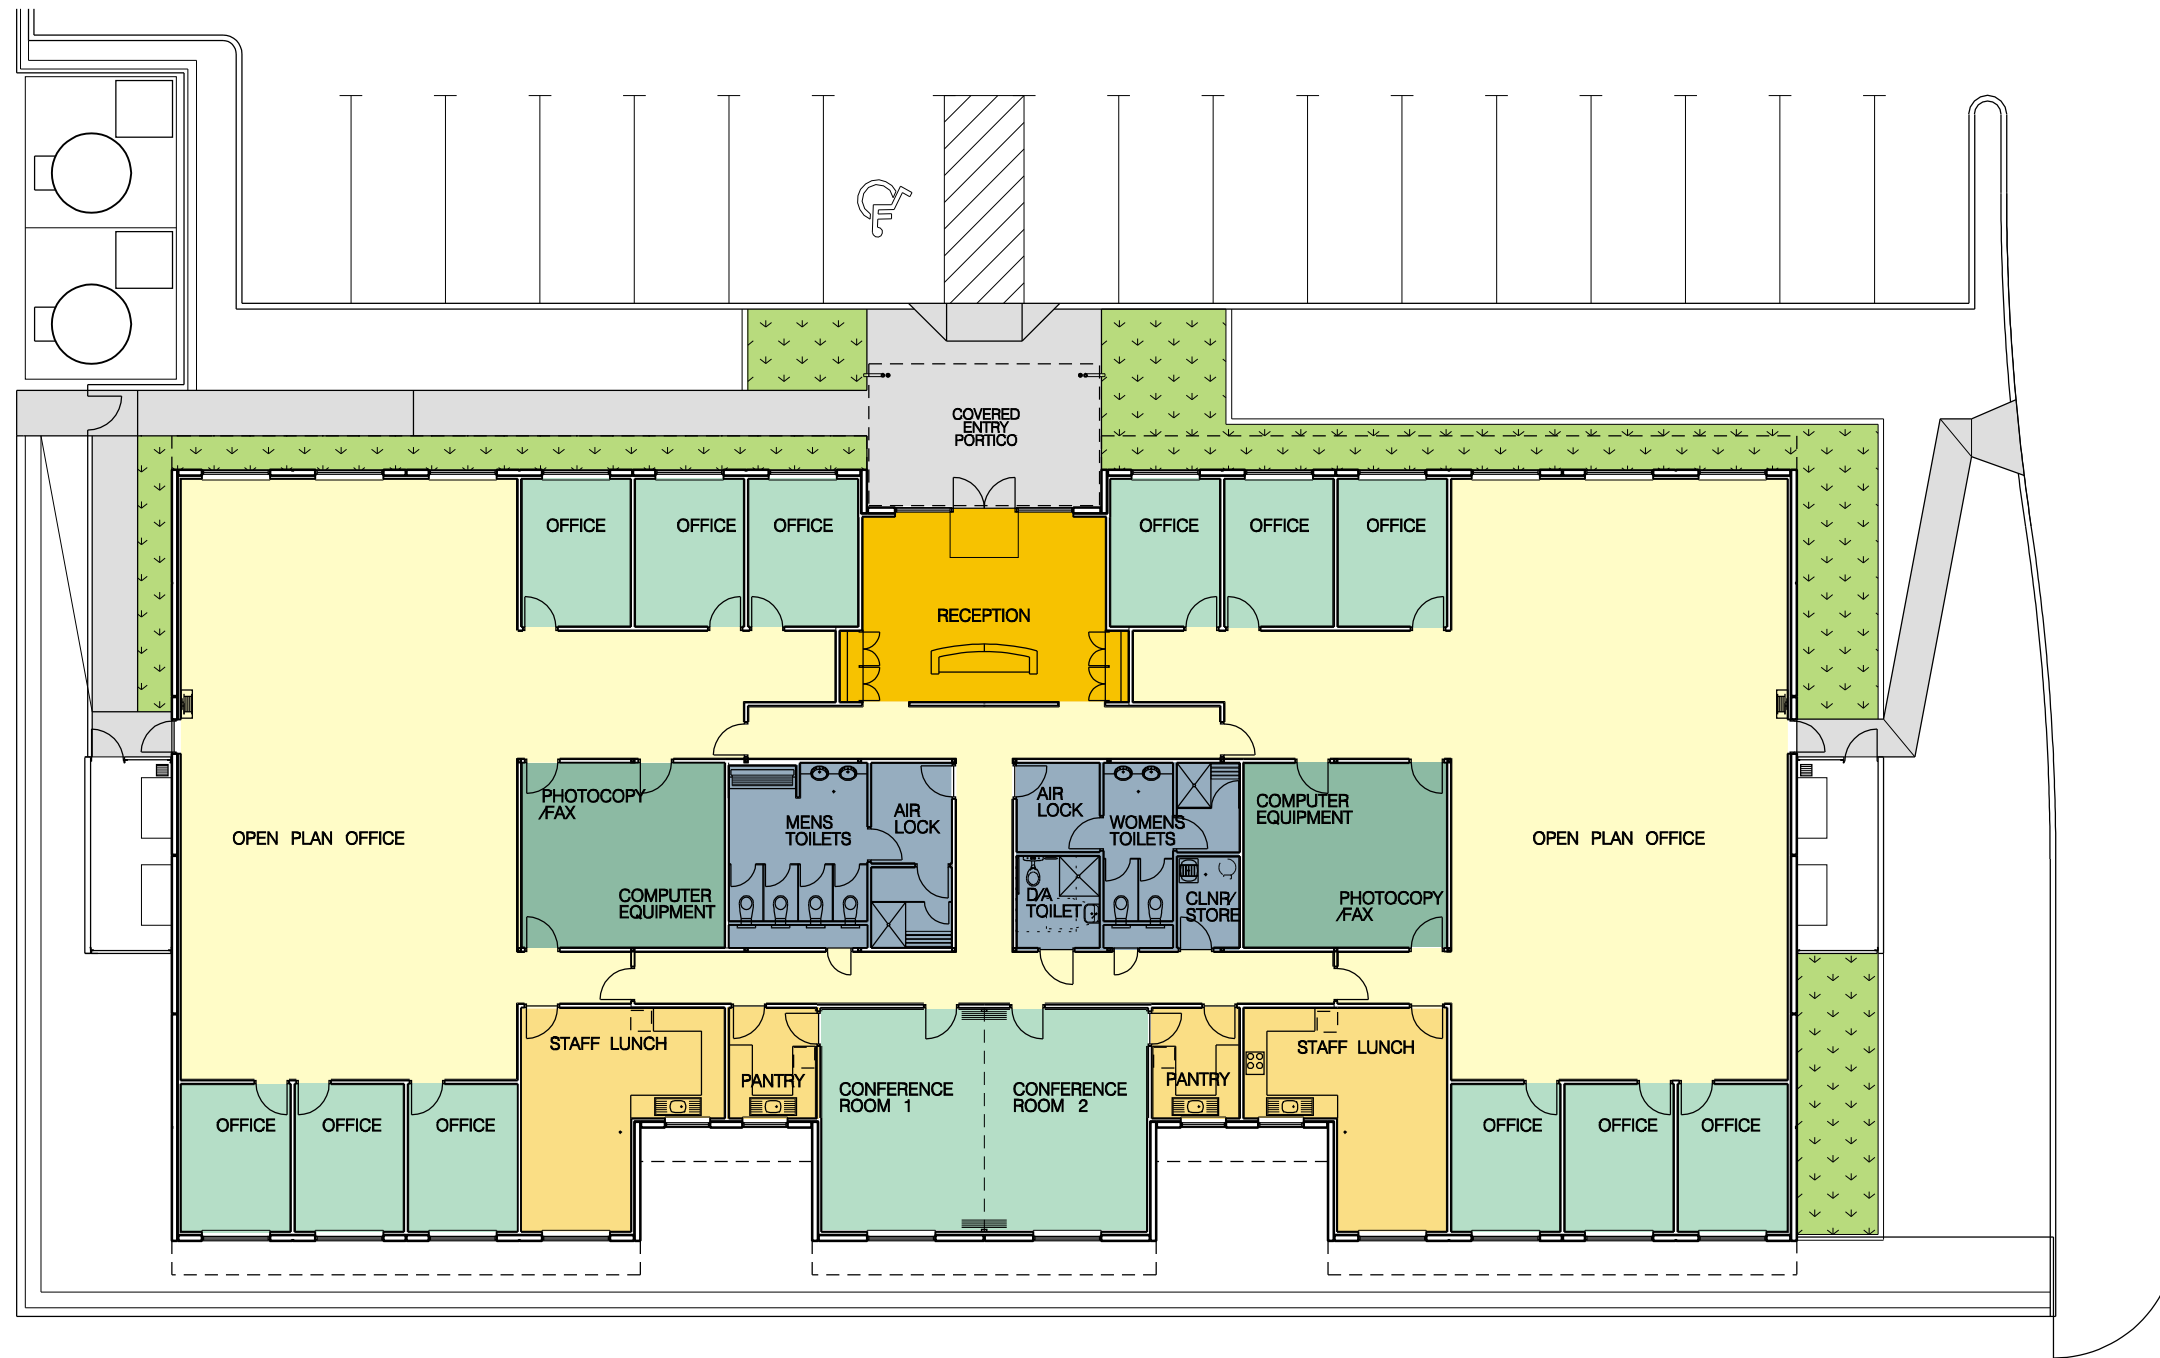 COVERED
ENTRY
PORTICO
OFFICE
OFFICE
OFFICE
OFFICE
OFFICE
OFFICE
RECEPTION
PHOTOCOPY
/FAX
MENS
TOILETS
AIR
LOCK
AIR
LOCK
WOMENS
TOILETS
COMPUTER
EQUIPMENT
OPEN PLAN OFFICE
OPEN PLAN OFFICE
COMPUTER
EQUIPMENT
D/A
TOILET
CLNR/
STORE
PHOTOCOPY
/FAX
STAFF LUNCH
STAFF LUNCH
PANTRY
PANTRY
CONFERENCE
ROOM 1
CONFERENCE
ROOM 2
OFFICE
OFFICE
OFFICE
OFFICE
OFFICE
OFFICE